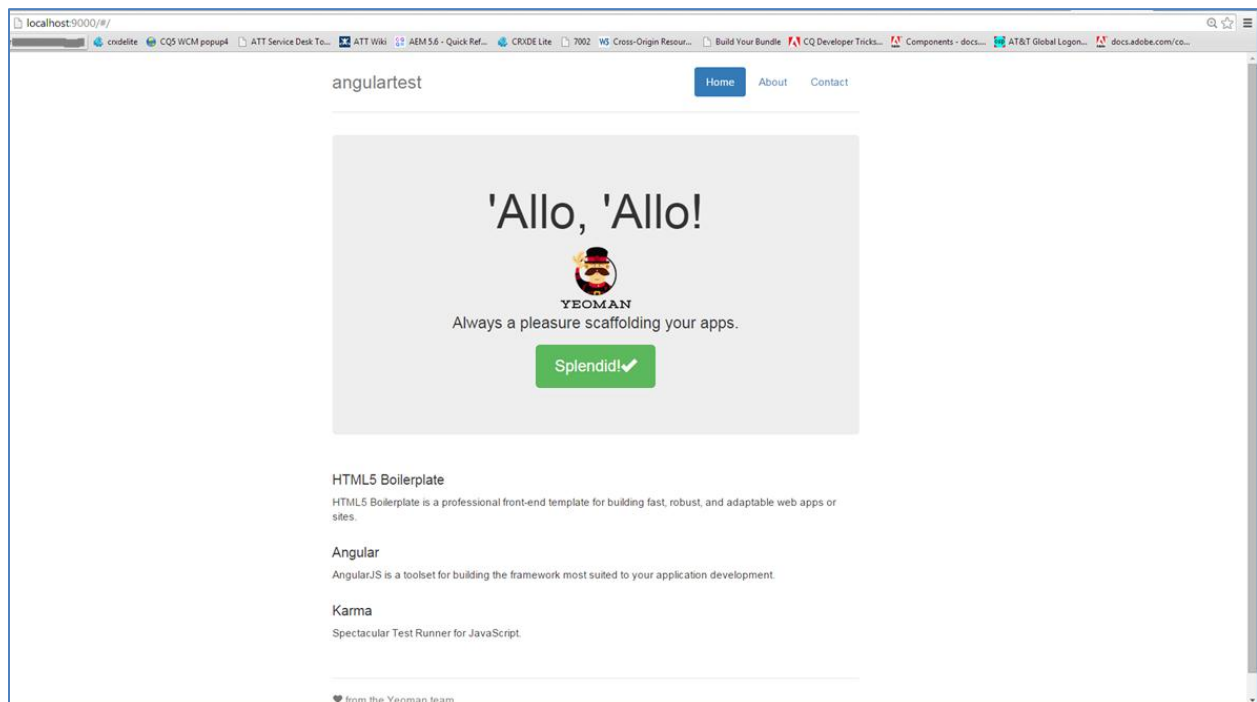 localhost:9000/#/
crxdelite CQ5 WCM popup4 ATT Service Desk To... ATT Wiki AEM 5.6 - Quick Ref... CRXDE Lite 7002 Cross-Origin Resour... Build Your Bundle CQ Developer Tricks... Components - docs.... AT&T Global Logon... docs.adobe.com/co...
angulartest Home About Contact
'Allo, 'Allo!
YEOMAN
Always a pleasure scaffolding your apps.
Splendid!
HTML5 Boilerplate
HTML5 Boilerplate is a professional front-end template for building fast, robust, and adaptable web apps or
sites.
Angular
AngularJS is a toolset for building the framework most suited to your application development.
Karma
Spectacular Test Runner for JavaScript.
from the Yeoman team